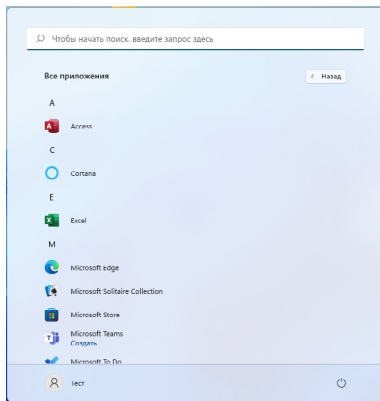 Чтобы начать поиск, введите запрос здесь
Все приложения
Назад
A
Access
C
Cortana
E
Excel
M
Microsoft Edge
Microsoft Solitaire Collection
Microsoft Store
Microsoft Teams
Создать
Microsoft To Do
Тест